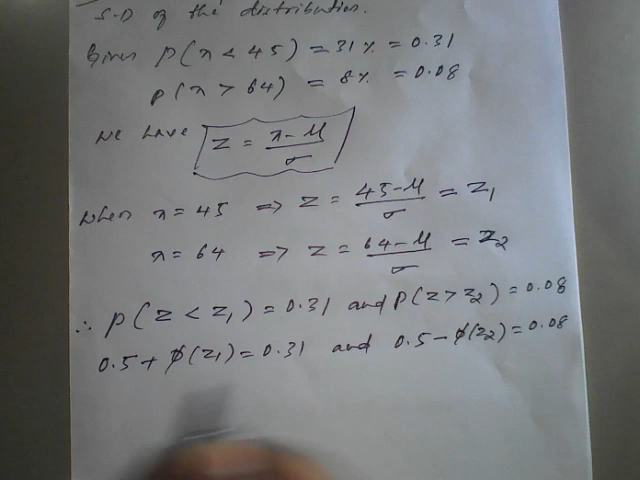 S.D of the distribution.
Given P(x < 45) = 31% = 0.31
P(x > 64) = 8% = 0.08
We have z = x-μ/σ
When x = 45 ⇒ z = 45-μ/σ = z₁
x = 64 ⇒ z = 64-μ/σ = z₂
∴ P(z < z₁) = 0.31 and P(z > z₂) = 0.08
0.5 + φ(z₁) = 0.31 and 0.5 - φ(z₂) = 0.08